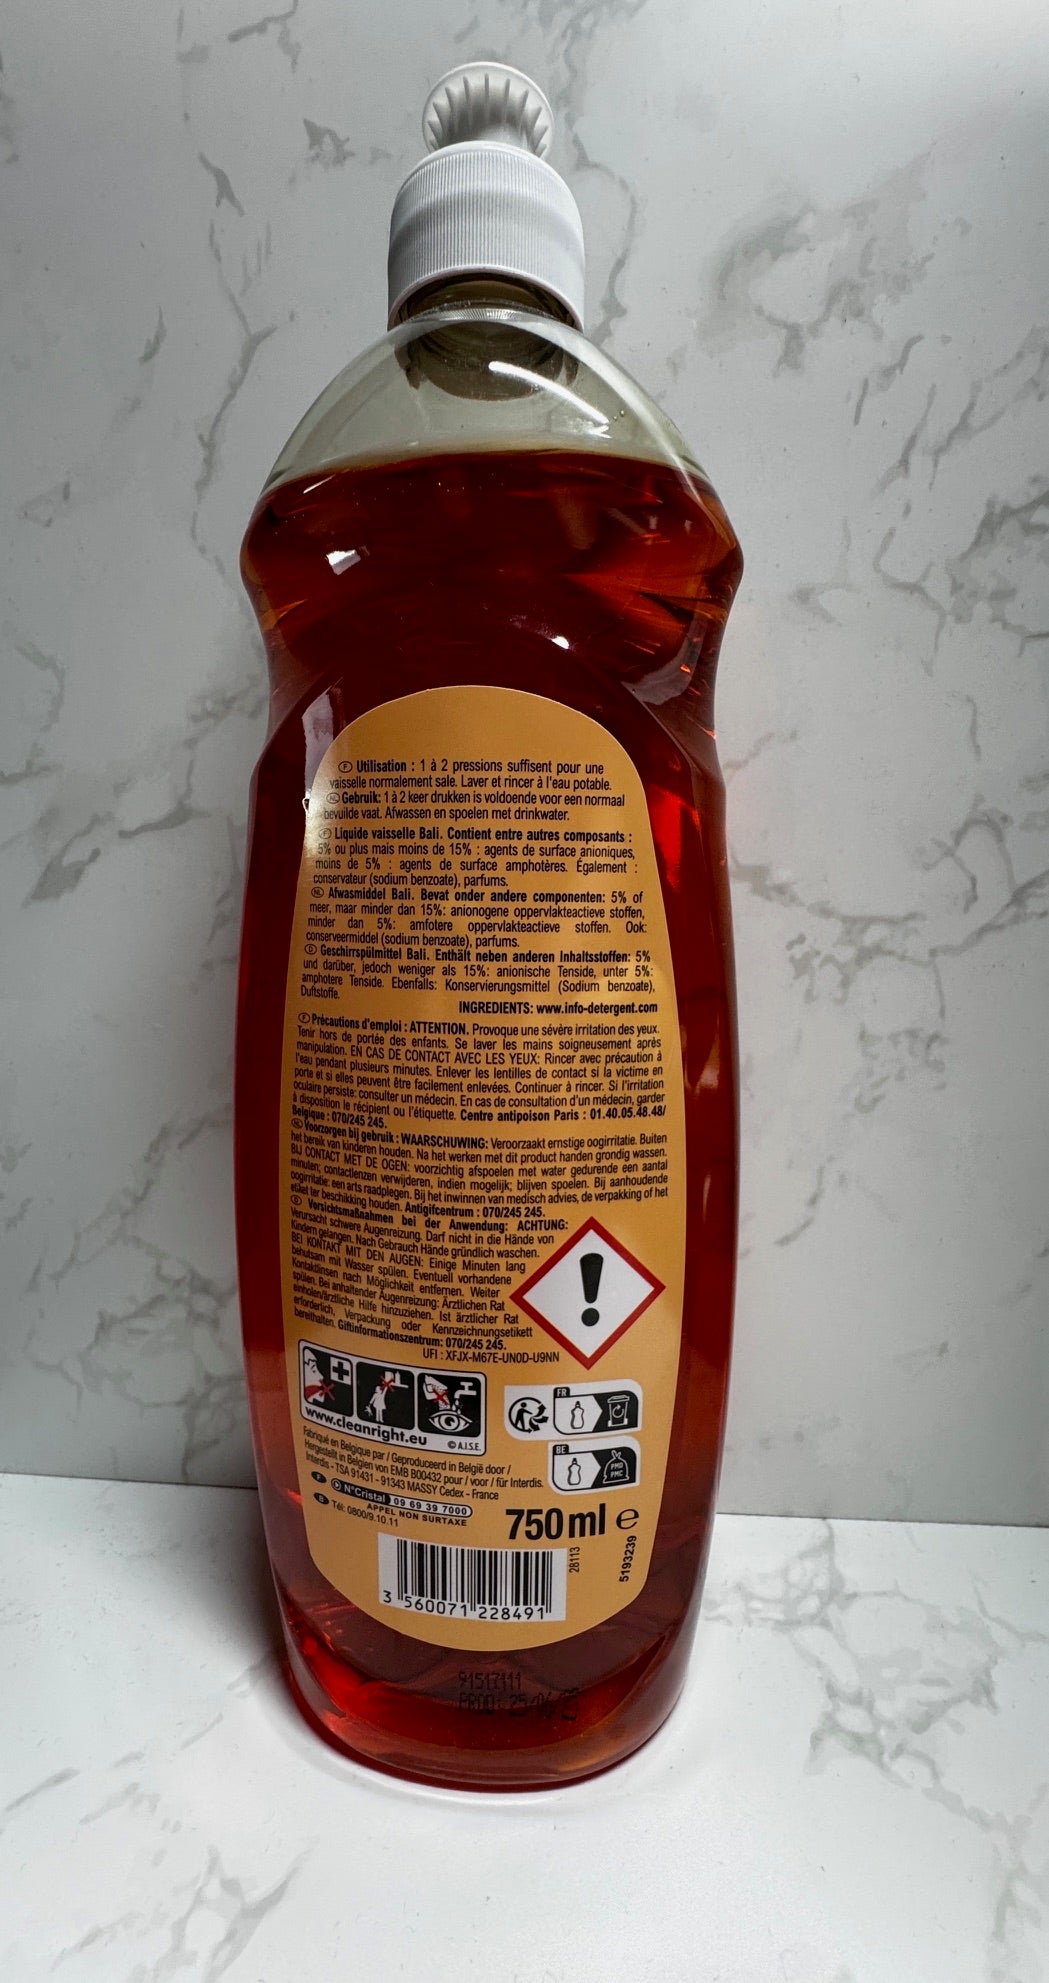 F Utilisation : 1 à 2 pressions suffisent pour une
vaisselle normalement sale. Laver et rincer à l'eau potable.
NL Gebruik: 1 à 2 keer drukken is voldoende voor een normaal
bevuilde vaat. Afwassen en spoelen met drinkwater.
F Liquide vaisselle Bali. Contient entre autres composants :
5% ou plus mais moins de 15% : agents de surface anioniques,
moins de 5% : agents de surface amphotères. Également :
conservateur (sodium benzoate), parfums.
NL Afwasmiddel Bali. Bevat onder andere componenten: 5% of
meer, maar minder dan 15%: anionogene oppervlakteactieve stoffen,
minder dan 5%: amfotere oppervlakteactieve stoffen. Ook:
conserveermiddel (sodium benzoate), parfums.
D Geschirrspülmittel Bali. Enthält neben anderen Inhaltsstoffen: 5%
und darüber, jedoch weniger als 15%: anionische Tenside, unter 5%:
amphotere Tenside. Ebenfalls: Konservierungsmittel (Sodium benzoate),
Duftstoffe.
INGREDIENTS: www.info-detergent.com
F Précautions d'emploi : ATTENTION. Provoque une sévère irritation des yeux.
Tenir hors de portée des enfants. Se laver les mains soigneusement après
manipulation. EN CAS DE CONTACT AVEC LES YEUX: Rincer avec précaution à
l'eau pendant plusieurs minutes. Enlever les lentilles de contact si la victime en
porte et si elles peuvent être facilement enlevées. Continuer à rincer. Si l'irritation
oculaire persiste: consulter un médecin. En cas de consultation d'un médecin, garder
à disposition le récipient ou l'étiquette. Centre antipoison Paris : 01.40.05.48.48/
Belgique : 070/245 245.
NL Voorzorgen bij gebruik : WAARSCHUWING: Veroorzaakt ernstige oogirritatie. Buiten
het bereik van kinderen houden. Na het werken met dit product handen grondig wassen.
BIJ CONTACT MET DE OGEN: voorzichtig afspoelen met water gedurende een aantal
minuten; contactlenzen verwijderen, indien mogelijk; blijven spoelen. Bij aanhoudende
oogirritatie: een arts raadplegen. Bij het inwinnen van medisch advies, de verpakking of het
etiket ter beschikking houden. Antigifcentrum : 070/245 245.
D Vorsichtsmaßnahmen bei der Anwendung: ACHTUNG:
Verursacht schwere Augenreizung. Darf nicht in die Hände von
Kindern gelangen. Nach Gebrauch Hände gründlich waschen.
BEI KONTAKT MIT DEN AUGEN: Einige Minuten lang
behutsam mit Wasser spülen. Eventuell vorhandene
Kontaktlinsen nach Möglichkeit entfernen. Weiter
spülen. Bei anhaltender Augenreizung: Ärztlichen Rat
einholen/ärztliche Hilfe hinzuziehen. Ist ärztlicher Rat
erforderlich, Verpackung oder Kennzeichnungsetikett
bereithalten. Giftinformationszentrum: 070/245 245.
UFI : XFJX-M67E-UN0D-U9NN
www.cleanright.eu
© A.I.S.E.
FR
BE
PMD
PMC
Fabriqué en Belgique par / Geproduceerd in België door /
Hergestellt in Belgien von EMB B00432 pour / voor / für Interdis.
Interdis - TSA 91431 - 91343 MASSY Cedex - France
F N°Cristal 09 69 39 7000
APPEL NON SURTAXE
B Tél: 0800/9.10.11
750 ml e
28113
5193239
3 560071 228491
91517111
PROD: